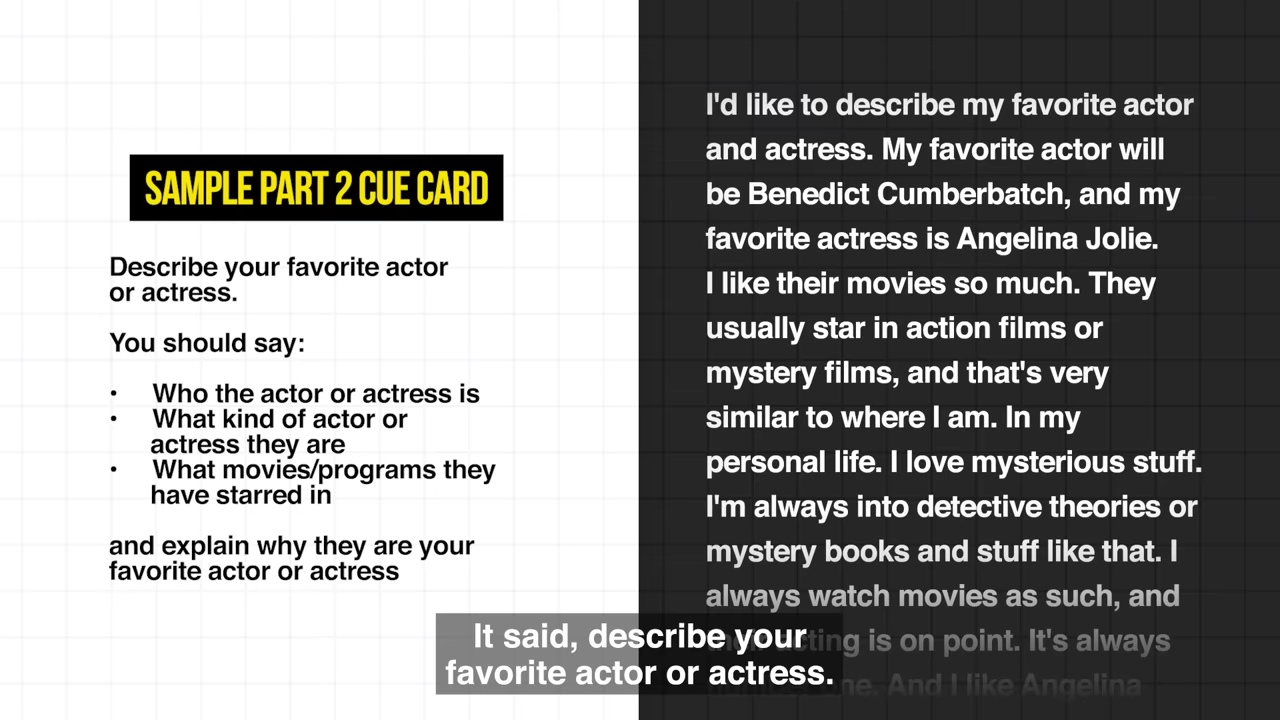 SAMPLE PART 2 CUE CARD
Describe your favorite actor
or actress.
You should say:
• Who the actor or actress is
• What kind of actor or
actress they are
• What movies/programs they
have starred in
and explain why they are your
favorite actor or actress
I'd like to describe my favorite actor
and actress. My favorite actor will
be Benedict Cumberbatch, and my
favorite actress is Angelina Jolie.
I like their movies so much. They
usually star in action films or
mystery films, and that's very
similar to where I am. In my
personal life. I love mysterious stuff.
I'm always into detective theories or
mystery books and stuff like that. I
always watch movies as such, and
acting is on point. It's always
one. And I like Angelina
It said, describe your
favorite actor or actress.